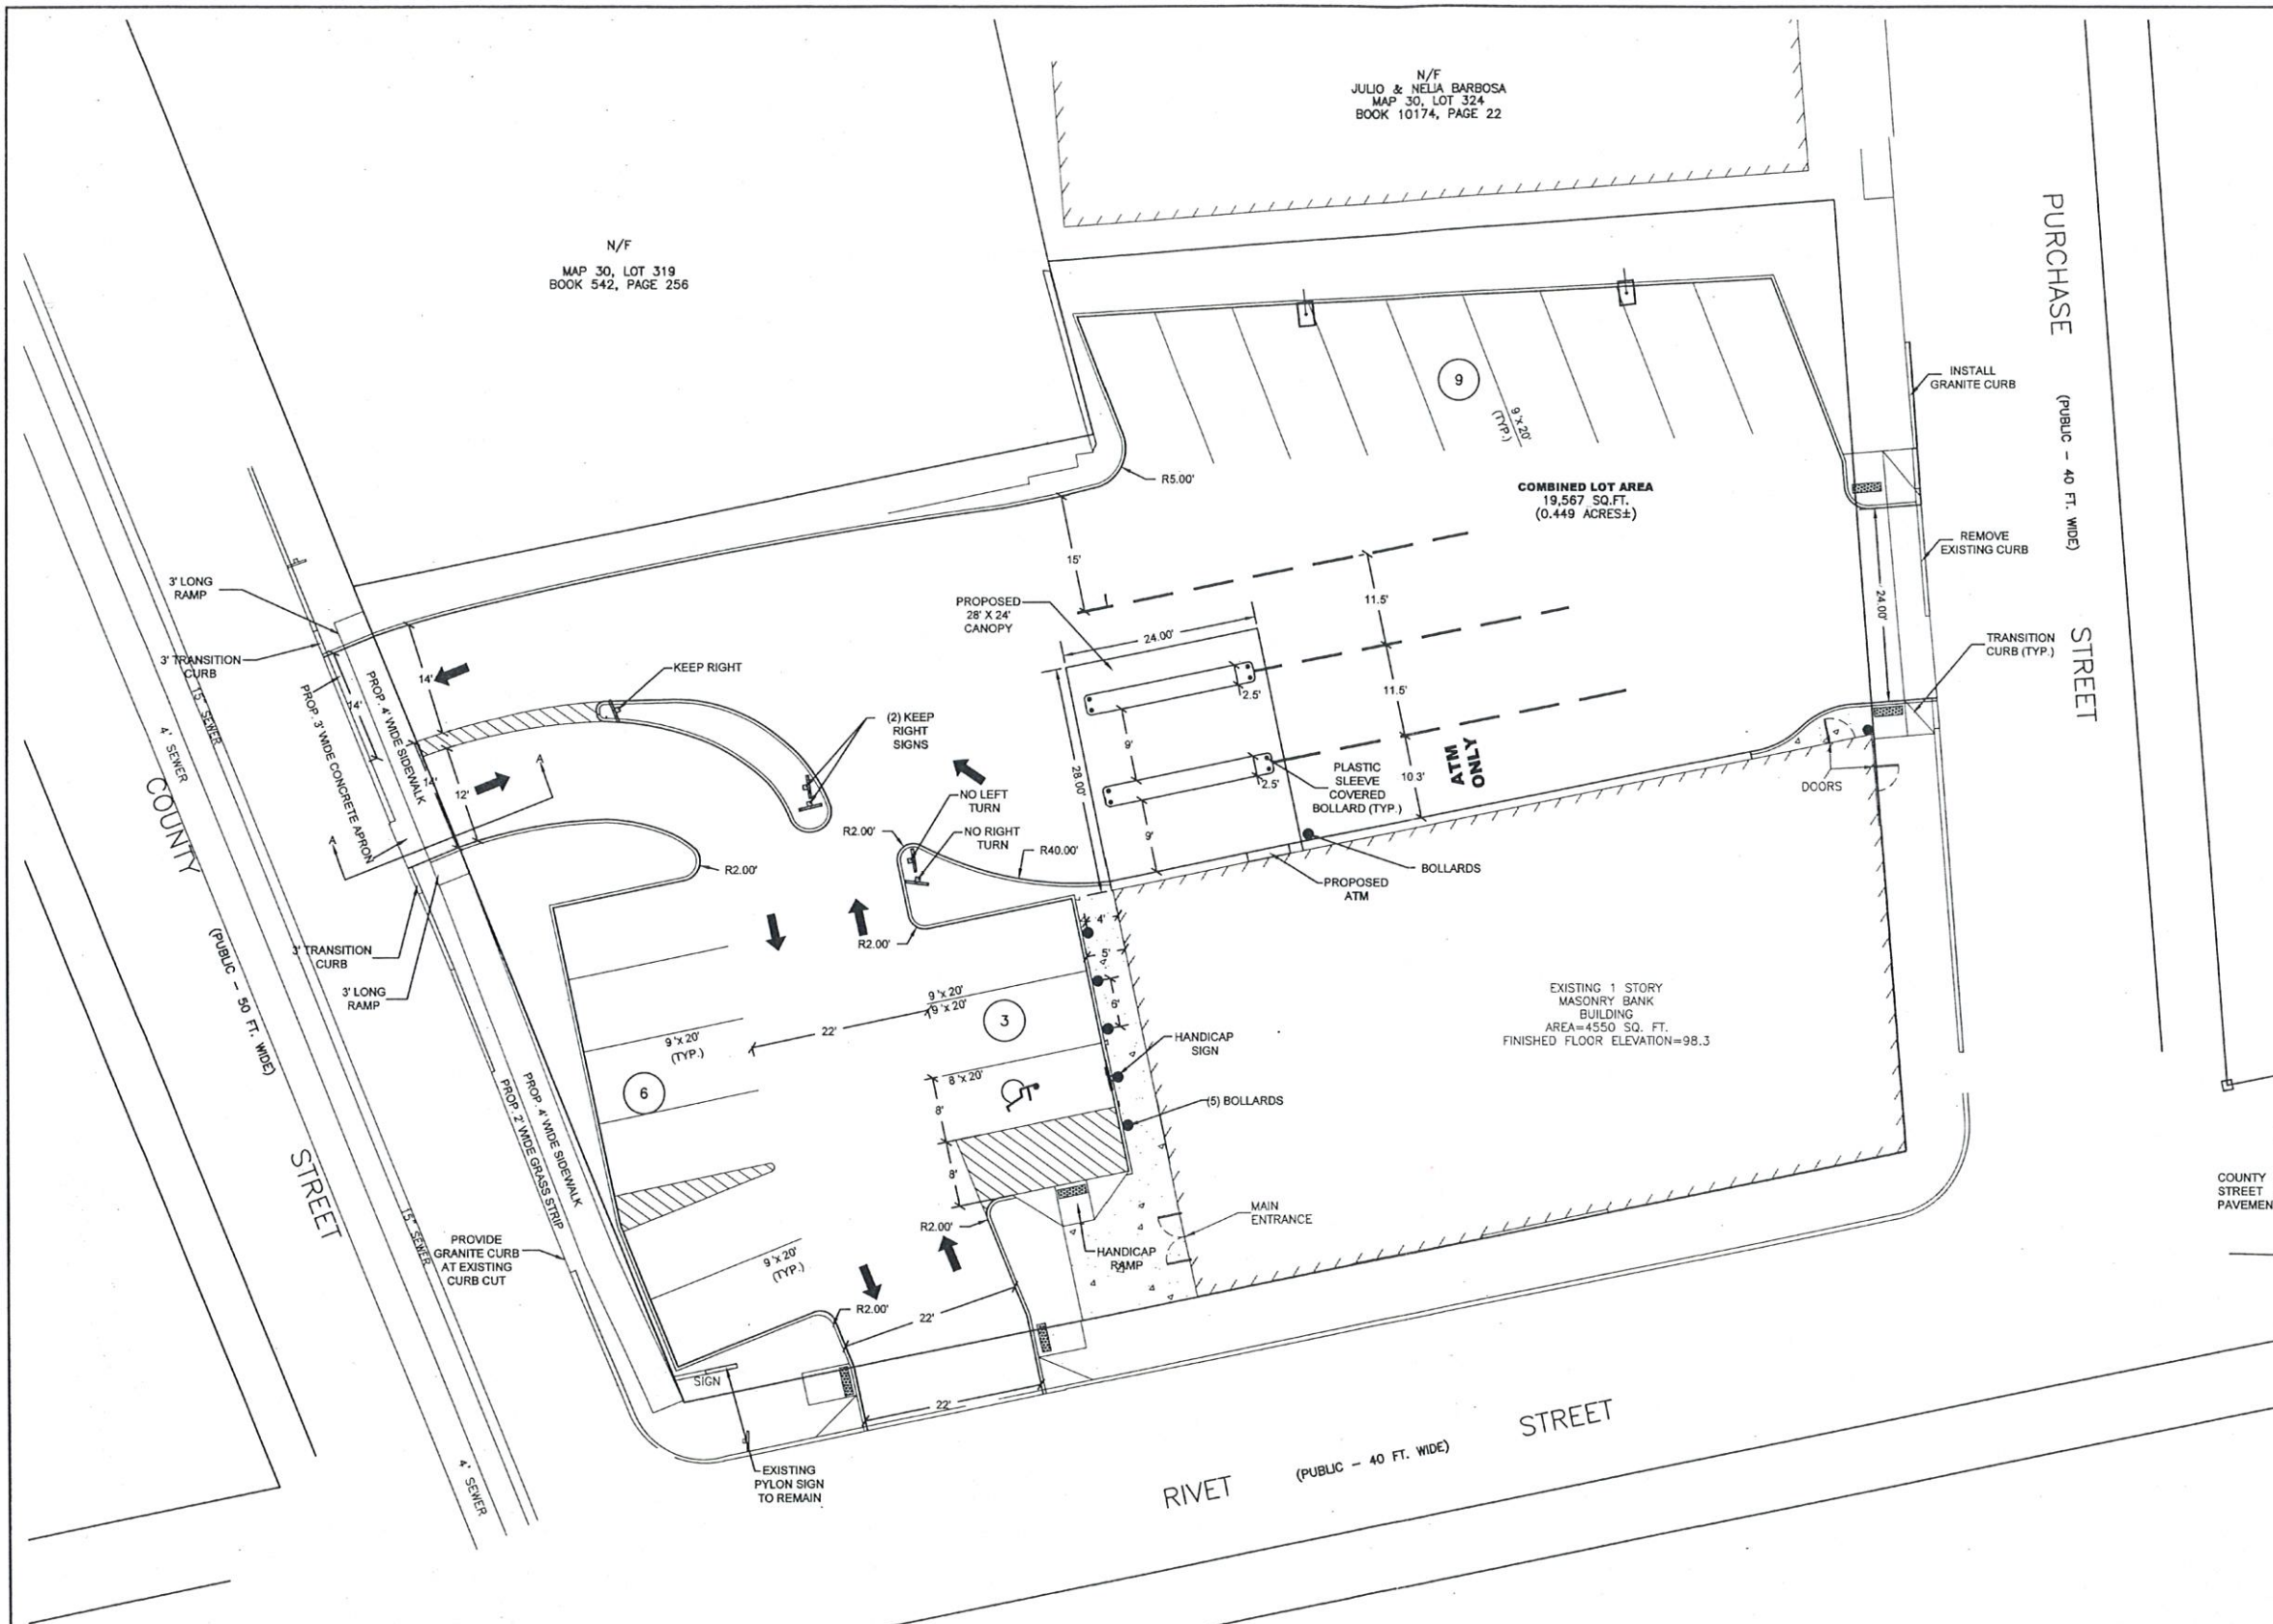 N/F
JULIO & NELIA BARBOSA
MAP 30, LOT 324
BOOK 10174, PAGE 22
N/F
MAP 30, LOT 319
BOOK 542, PAGE 256
PURCHASE
(PUBLIC - 40 FT. WIDE)
STREET
INSTALL
GRANITE CURB
9
9'x20'
(TYP.)
R5.00'
COMBINED LOT AREA
19,567 SQ.FT.
(0.449 ACRES±)
REMOVE
EXISTING CURB
24.00'
TRANSITION
CURB (TYP.)
3' LONG
RAMP
3' TRANSITION
CURB
15'
PROPOSED
28' X 24'
CANOPY
24.00'
11.5'
11.5'
10.3'
2.5'
2.5'
9'
9'
28.00'
ATM
ONLY
PLASTIC
SLEEVE
COVERED
BOLLARD (TYP.)
DOORS
KEEP RIGHT
(2) KEEP
RIGHT
SIGNS
NO LEFT
TURN
NO RIGHT
TURN
R2.00'
R40.00'
BOLLARDS
PROPOSED
ATM
14'
14'
14'
12'
A
A
PROP. 4' WIDE SIDEWALK
PROP. 3' WIDE CONCRETE APRON
15" SEWER
4' SEWER
COUNTY
(PUBLIC - 50 FT. WIDE)
STREET
R2.00'
R2.00'
3' TRANSITION
CURB
3' LONG
RAMP
4'
5'
6'
9'x20'
9'x20'
3
22'
9'x20'
(TYP.)
6
8'x20'
8'
8'
HANDICAP
SIGN
(5) BOLLARDS
EXISTING 1 STORY
MASONRY BANK
BUILDING
AREA=4550 SQ. FT.
FINISHED FLOOR ELEVATION=98.3
PROP. 4' WIDE SIDEWALK
PROP. 2' WIDE GRASS STRIP
15" SEWER
4' SEWER
PROVIDE
GRANITE CURB
AT EXISTING
CURB CUT
R2.00'
MAIN
ENTRANCE
HANDICAP
RAMP
9'x20'
(TYP.)
R2.00'
22'
22'
SIGN
EXISTING
PYLON SIGN
TO REMAIN
RIVET
(PUBLIC - 40 FT. WIDE)
STREET
COUNTY
STREET
PAVEMEN